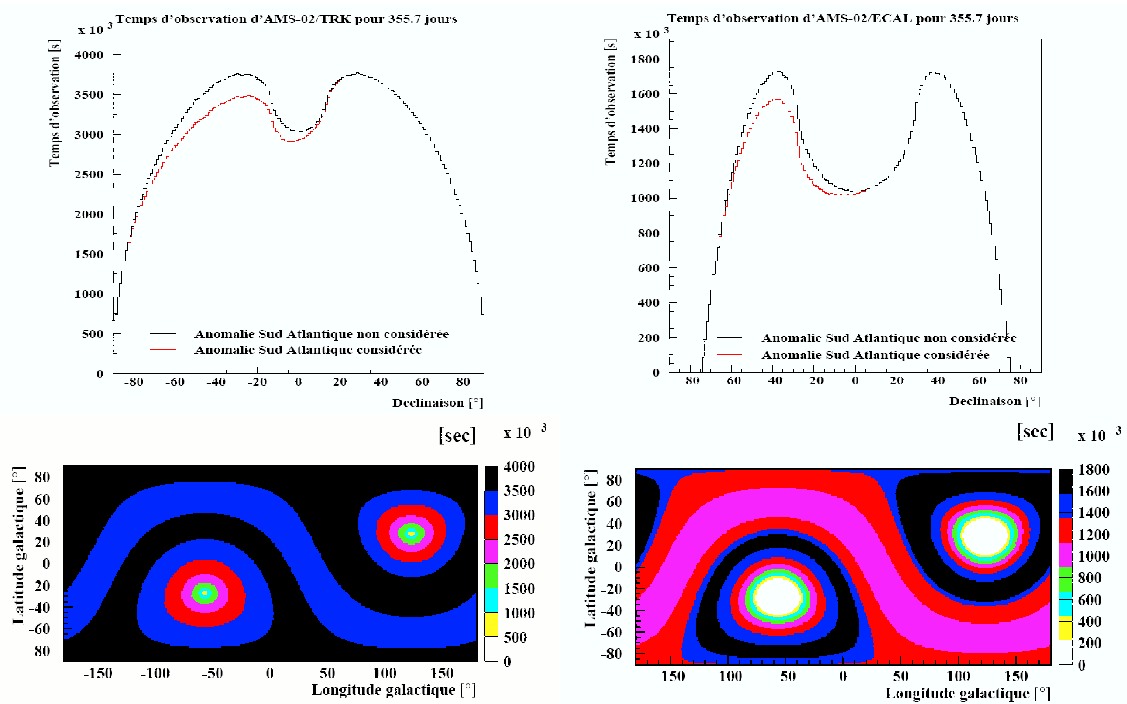 Temps d'observation d'AMS-02/TRK pour 355.7 jours
x 10 3
Temps d'observation [s]
4000
3500
3000
2500
2000
1500
1000
500
0
Anomalie Sud Atlantique non considérée
Anomalie Sud Atlantique considérée
-80 -60 -40 -20 0 20 40 60 80
Declinaison [°]
Temps d'observation d'AMS-02/ECAL pour 355.7 jours
x 10 3
Temps d'observation [s]
1800
1600
1400
1200
1000
800
600
400
200
0
Anomalie Sud Atlantique non considérée
Anomalie Sud Atlantique considérée
80 60 40 20 0 20 40 60 80
Declinaison [°]
[sec]
x 10 3
Latitude galactique [°]
80
60
40
20
0
-20
-40
-60
80
-150 -100 -50 0 50 100 150
Longitude galactique [°]
4000
3500
3000
2500
2000
1500
1000
500
0
[sec]
x 10 3
Latitude galactique [°]
80
60
40
20
0
-20
-40
-60
-80
150 100 50 0 50 100 150
Longitude galactique [°]
1800
1600
1400
1200
1000
800
600
400
200
0